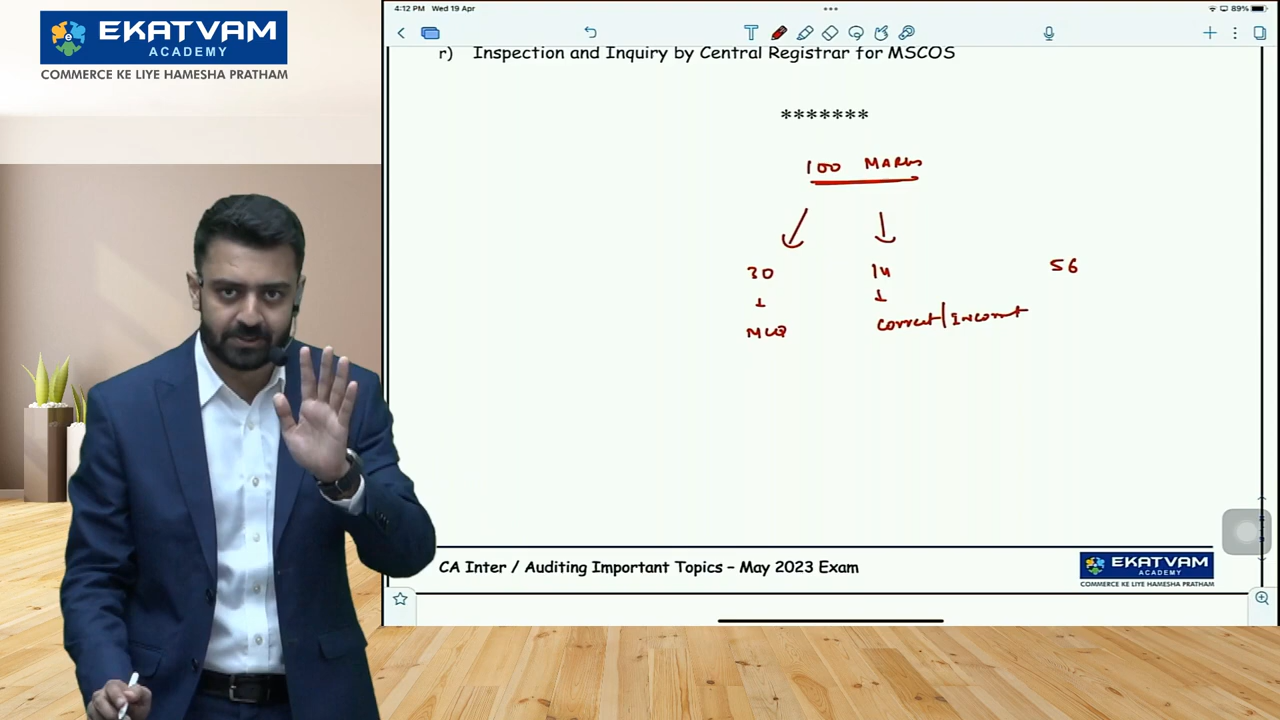 EKATVAM
ACADEMY
COMMERCE KE LIYE HAMESHA PRATHAM
4:12 PM Wed 19 Apr
89%
r) Inspection and Inquiry by Central Registrar for MSCOS
*******
100 MARKS
30 14 56
MCQ Correct/Incorrect
CA Inter / Auditing Important Topics – May 2023 Exam
EKATVAM
ACADEMY
COMMERCE KE LIYE HAMESHA PRATHAM